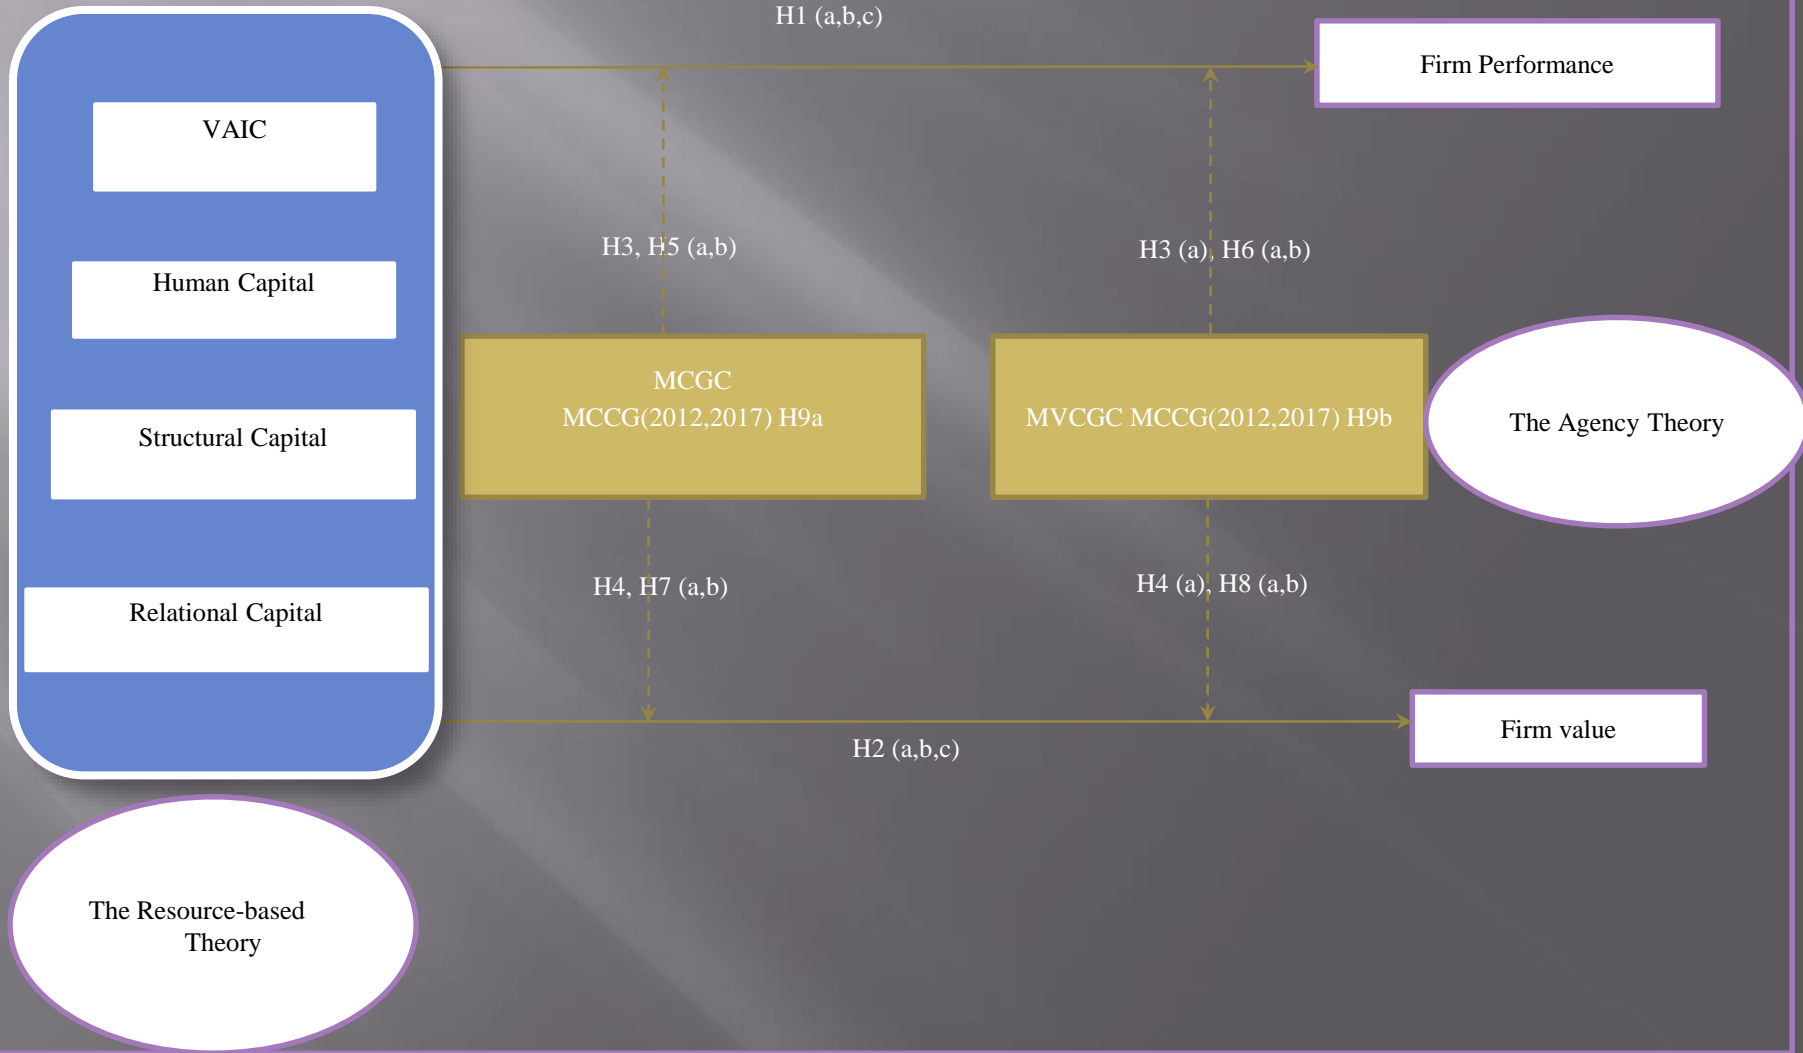 H1 (a,b,c)
Firm Performance
VAIC
H3, H5 (a,b)
H3 (a), H6 (a,b)
Human Capital
MCGC
MCCG(2012,2017) H9a
MVCGC MCCG(2012,2017) H9b
The Agency Theory
Structural Capital
H4, H7 (a,b)
H4 (a), H8 (a,b)
Relational Capital
Firm value
H2 (a,b,c)
The Resource-based
Theory